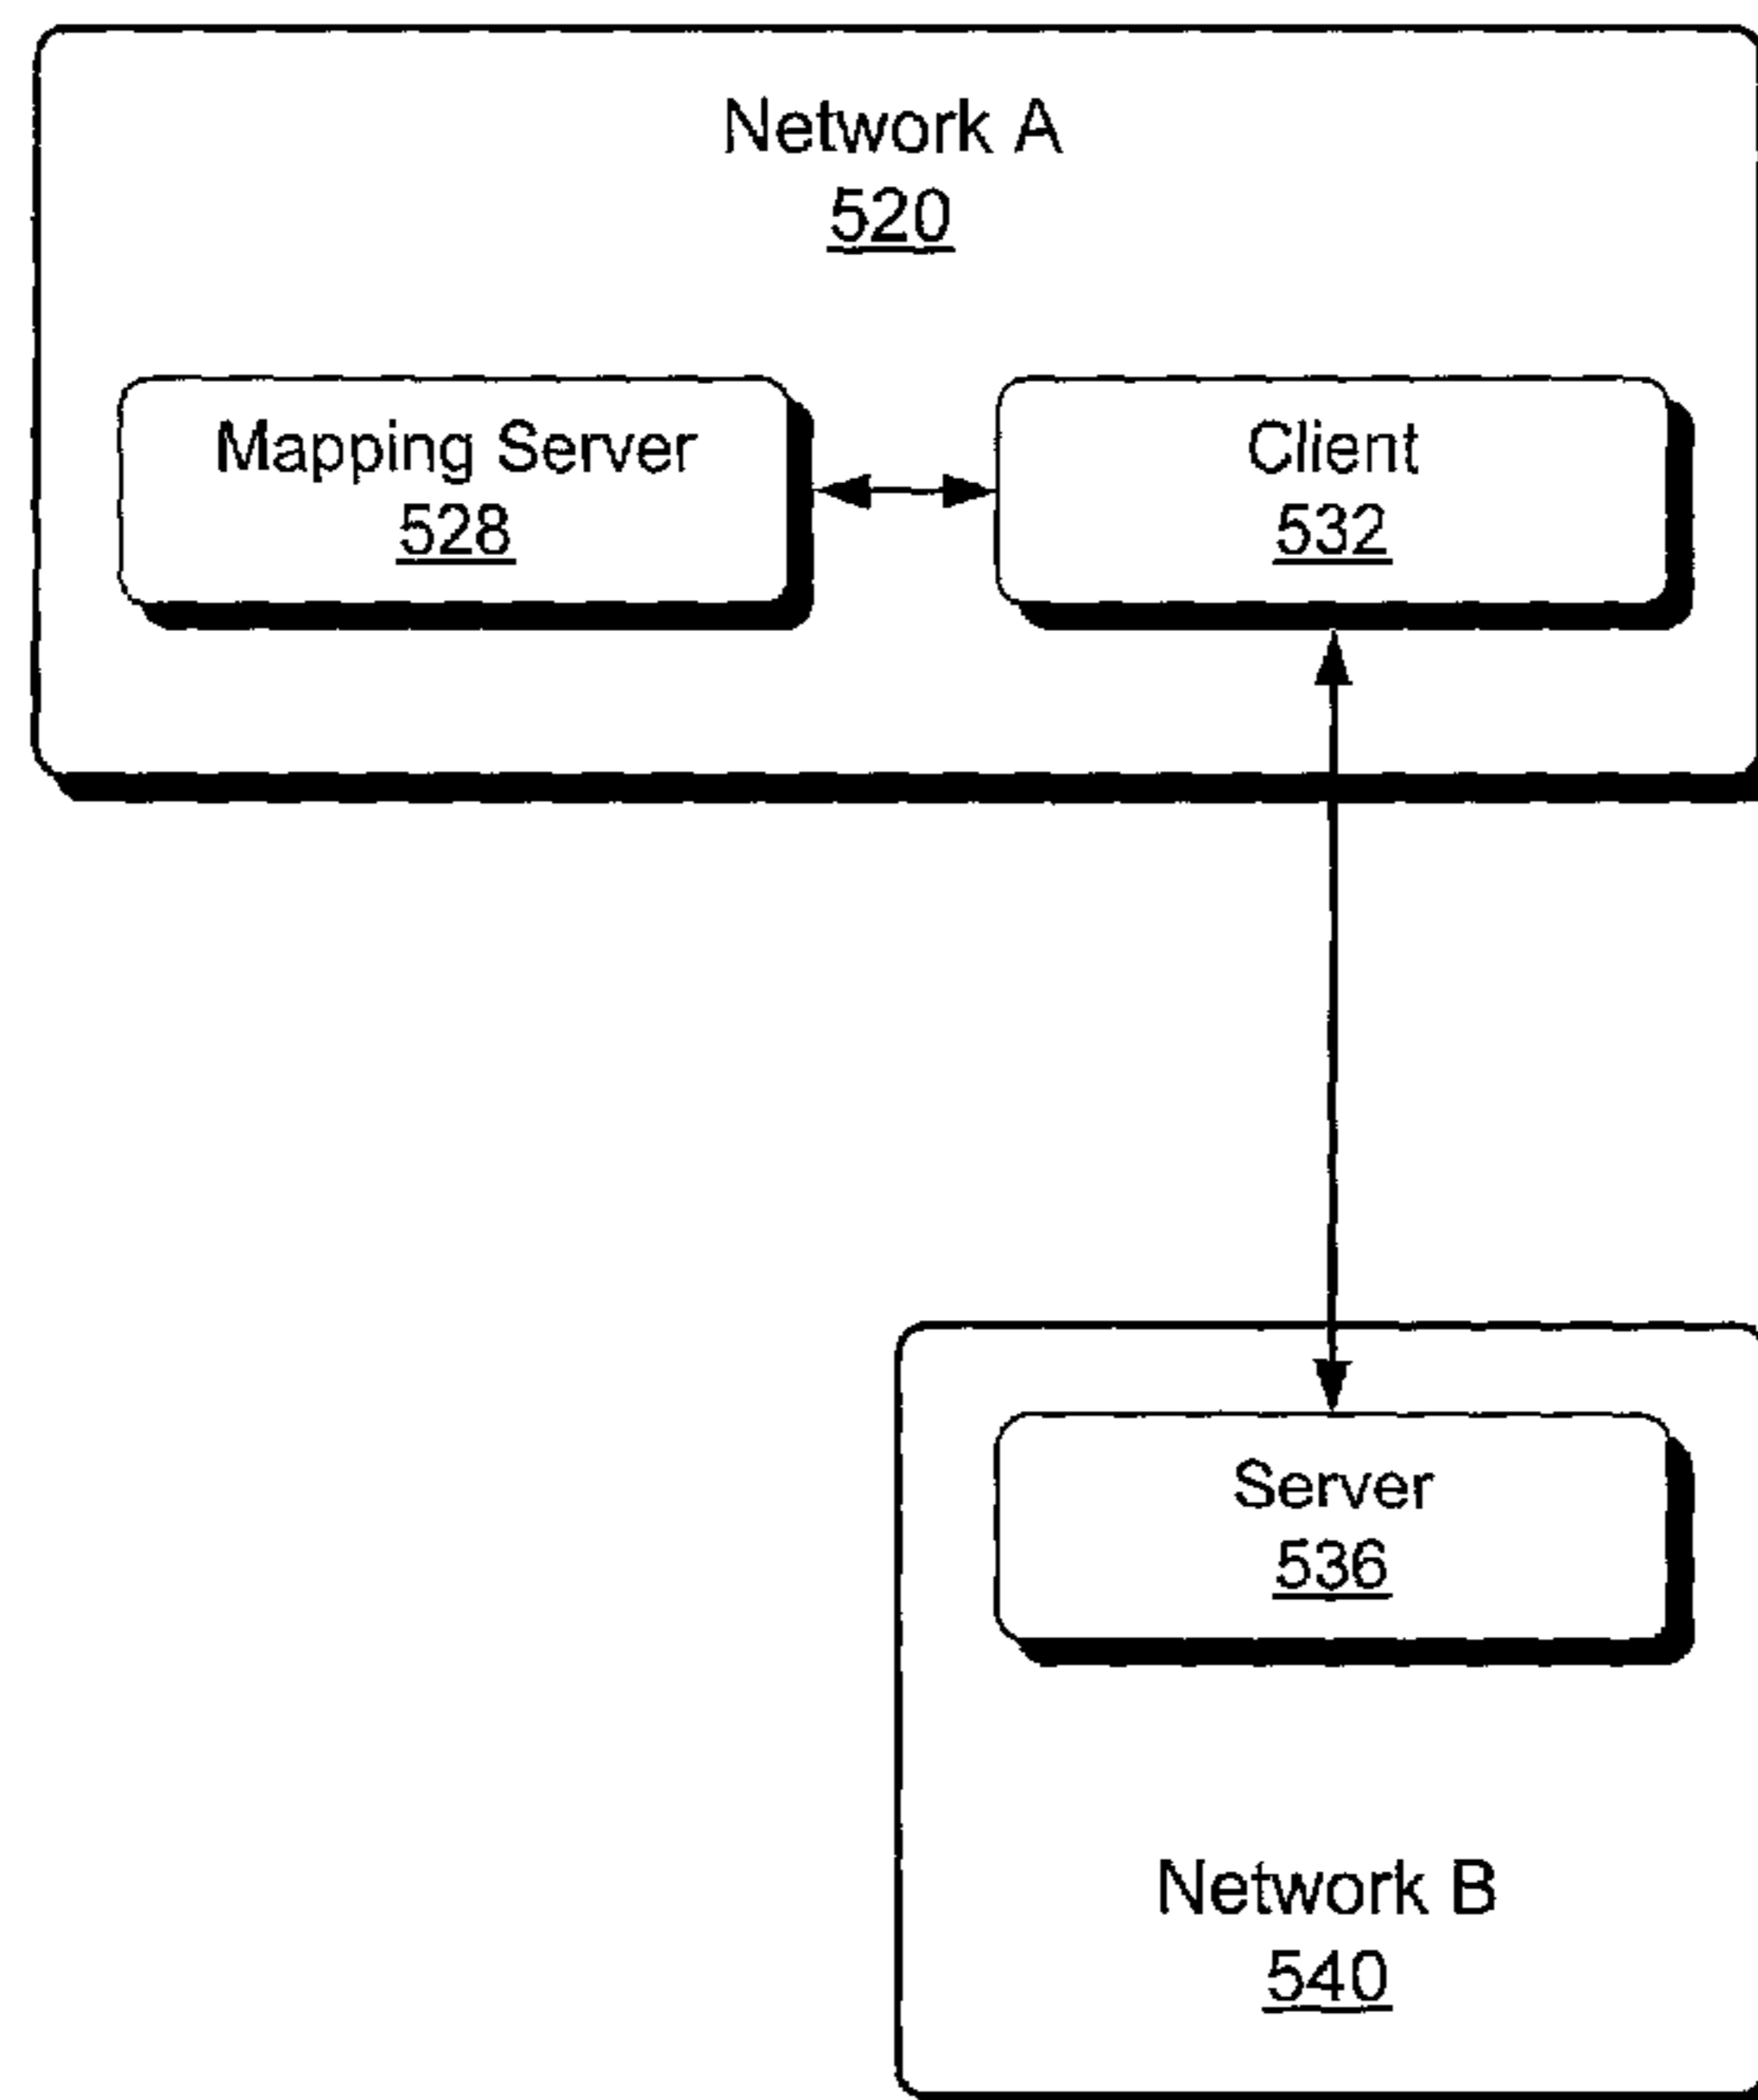 Network A
520
Mapping Server
528
Client
532
Server
536
Network B
540